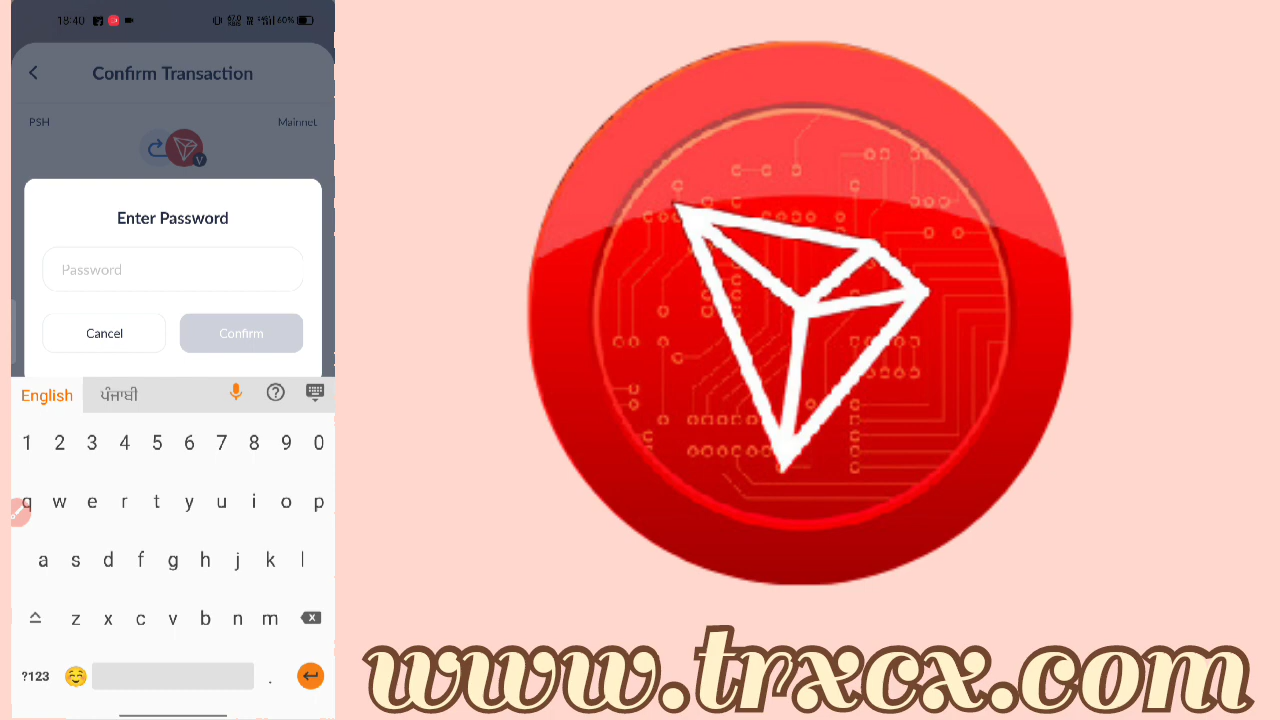 18:40
60%
Confirm Transaction
PSH
Mainnet
V
Enter Password
Password
Cancel
Confirm
English
ਪੰਜਾਬੀ
1 2 3 4 5 6 7 8 9 0
q w e r t y u i o p
a s d f g h j k l
z x c v b n m
?123
.
www.trxcx.com